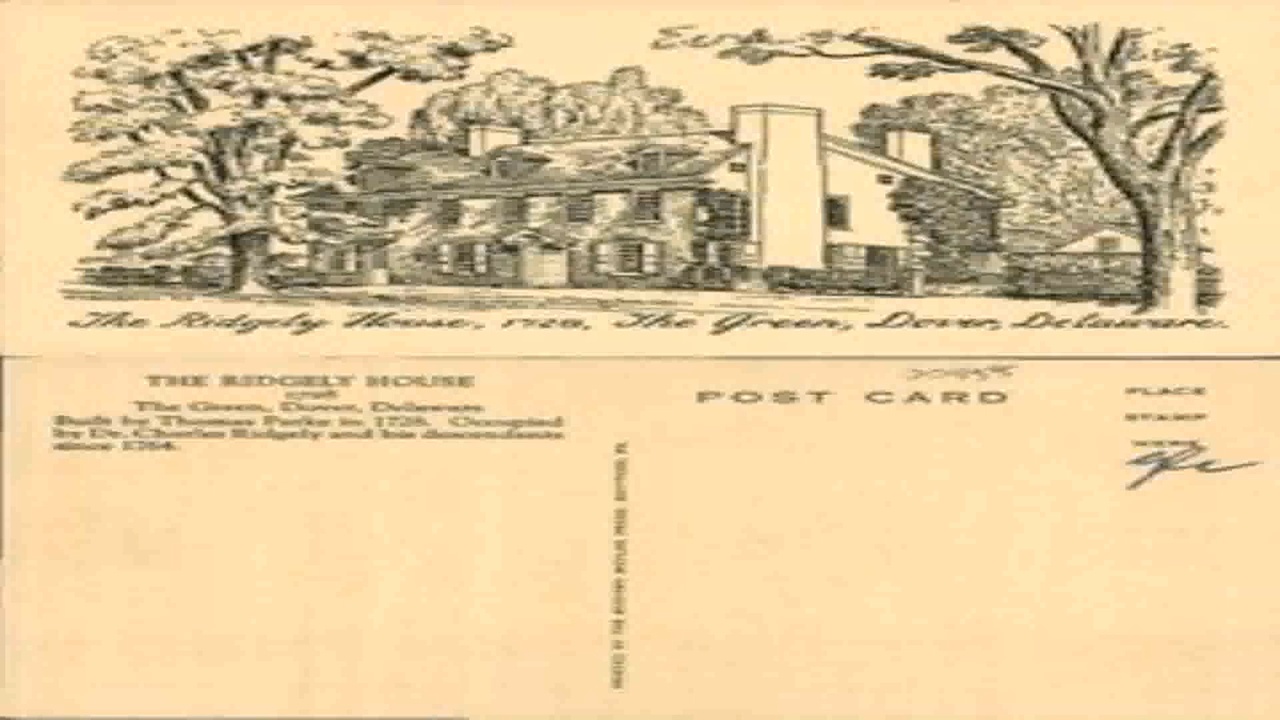 The Ridgely House, 1728, The Green, Dover, Delaware.
THE RIDGELY HOUSE
1728
The Green, Dover, Delaware
Built by Thomas Parke in 1728. Occupied
by Dr. Charles Ridgely and his descendants
since 1764.
POST CARD
PLACE
STAMP
HERE